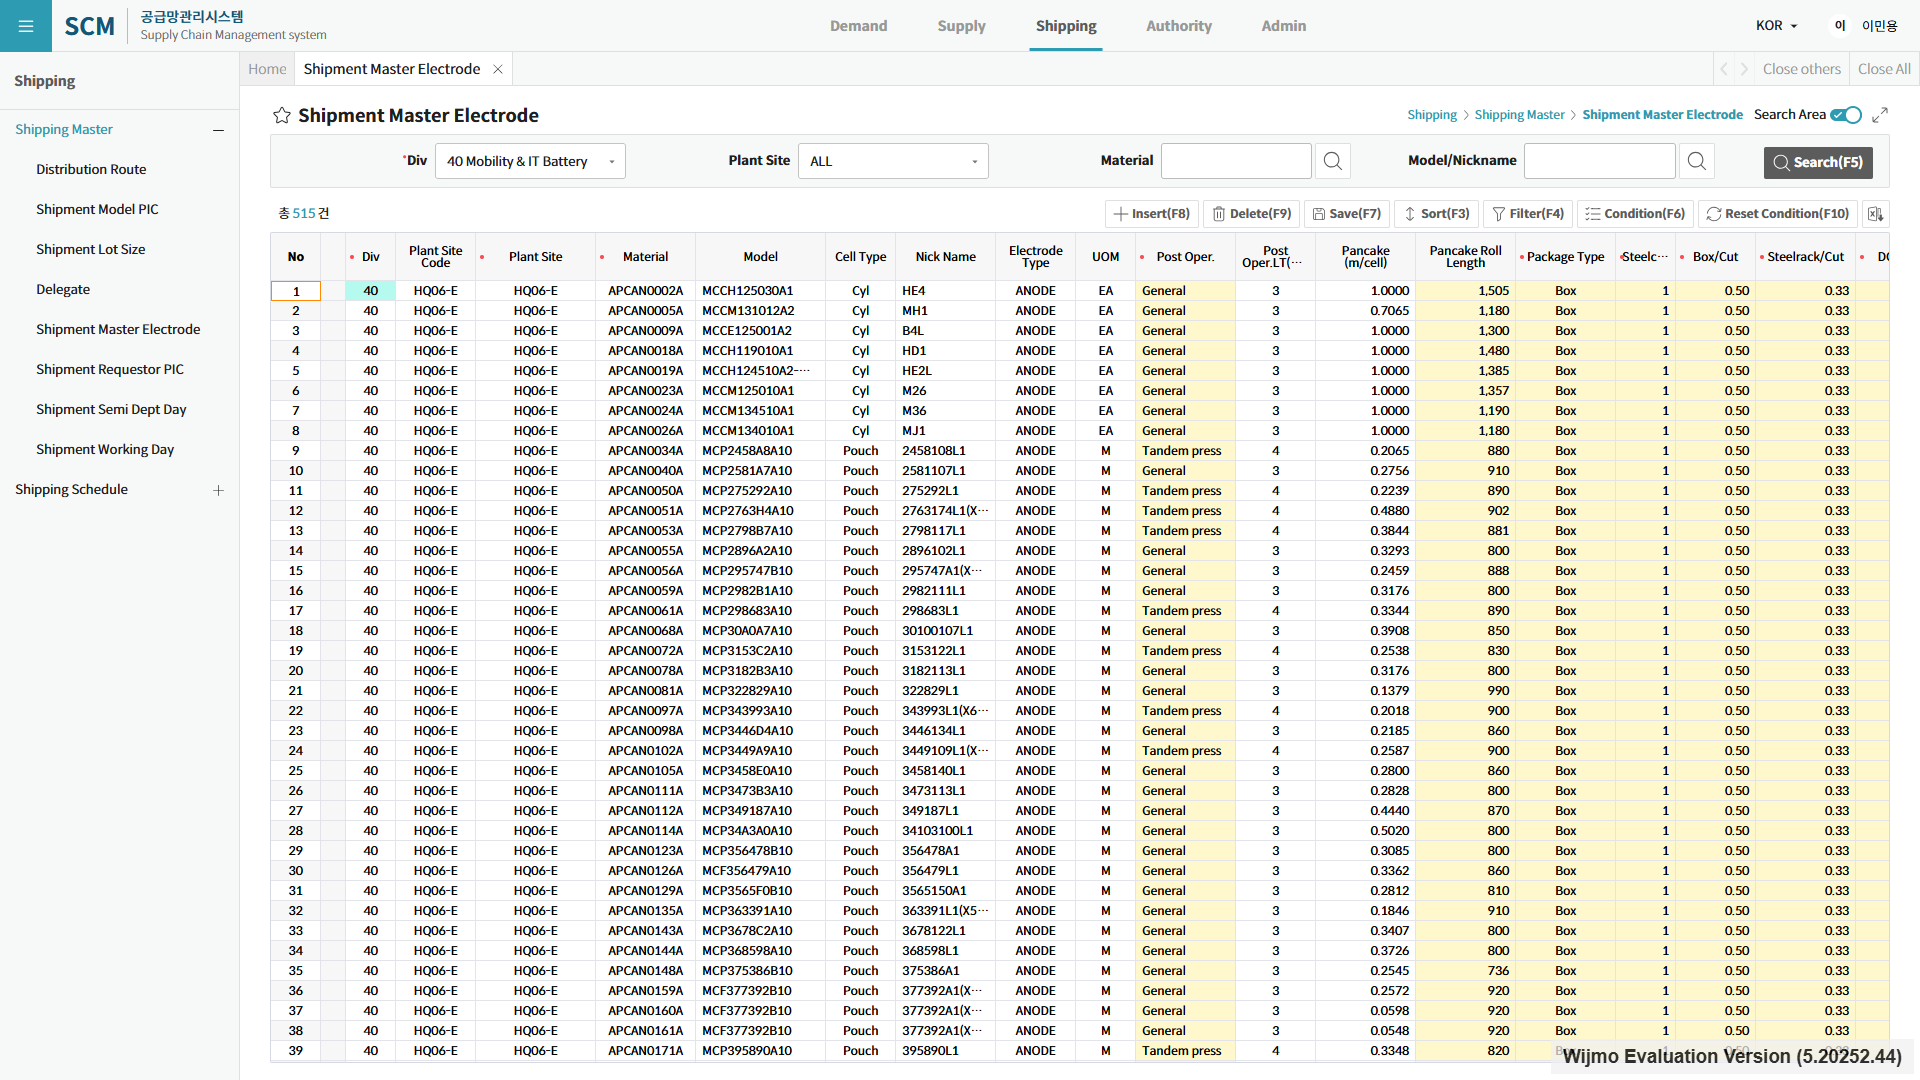 SCM 공급망관리시스템 Supply Chain Management system
Demand Supply Shipping Authority Admin
KOR 이 이민용
Shipping
Shipping Master
Distribution Route
Shipment Model PIC
Shipment Lot Size
Delegate
Shipment Master Electrode
Shipment Requestor PIC
Shipment Semi Dept Day
Shipment Working Day
Shipping Schedule
Home Shipment Master Electrode
Close others Close All
Shipment Master Electrode
Shipping > Shipping Master > Shipment Master Electrode Search Area
*Div 40 Mobility & IT Battery Plant Site ALL Material Model/Nickname Search(F5)
총 515 건
Insert(F8) Delete(F9) Save(F7) Sort(F3) Filter(F4) Condition(F6) Reset Condition(F10)
No Div Plant Site Code Plant Site Material Model Cell Type Nick Name Electrode Type UOM Post Oper. Post Oper.LT(··· Pancake (m/cell) Pancake Roll Length Package Type Steelc··· Box/Cut Steelrack/Cut
1 40 HQ06-E HQ06-E APCAN0002A MCCH125030A1 Cyl HE4 ANODE EA General 3 1.0000 1,505 Box 1 0.50 0.33
2 40 HQ06-E HQ06-E APCAN0005A MCCM131012A2 Cyl MH1 ANODE EA General 3 0.7065 1,180 Box 1 0.50 0.33
3 40 HQ06-E HQ06-E APCAN0009A MCCE125001A2 Cyl B4L ANODE EA General 3 1.0000 1,300 Box 1 0.50 0.33
4 40 HQ06-E HQ06-E APCAN0018A MCCH119010A1 Cyl HD1 ANODE EA General 3 1.0000 1,480 Box 1 0.50 0.33
5 40 HQ06-E HQ06-E APCAN0019A MCCH124510A2-··· Cyl HE2L ANODE EA General 3 1.0000 1,385 Box 1 0.50 0.33
6 40 HQ06-E HQ06-E APCAN0023A MCCM125010A1 Cyl M26 ANODE EA General 3 1.0000 1,357 Box 1 0.50 0.33
7 40 HQ06-E HQ06-E APCAN0024A MCCM134510A1 Cyl M36 ANODE EA General 3 1.0000 1,190 Box 1 0.50 0.33
8 40 HQ06-E HQ06-E APCAN0026A MCCM134010A1 Cyl MJ1 ANODE EA General 3 1.0000 1,180 Box 1 0.50 0.33
9 40 HQ06-E HQ06-E APCAN0034A MCP2458A8A10 Pouch 2458108L1 ANODE M Tandem press 4 0.2065 880 Box 1 0.50 0.33
10 40 HQ06-E HQ06-E APCAN0040A MCP2581A7A10 Pouch 2581107L1 ANODE M General 3 0.2756 910 Box 1 0.50 0.33
11 40 HQ06-E HQ06-E APCAN0050A MCP275292A10 Pouch 275292L1 ANODE M Tandem press 4 0.2239 890 Box 1 0.50 0.33
12 40 HQ06-E HQ06-E APCAN0051A MCP2763H4A10 Pouch 2763174L1(X··· ANODE M Tandem press 4 0.4880 902 Box 1 0.50 0.33
13 40 HQ06-E HQ06-E APCAN0053A MCP2798B7A10 Pouch 2798117L1 ANODE M Tandem press 4 0.3844 881 Box 1 0.50 0.33
14 40 HQ06-E HQ06-E APCAN0055A MCP2896A2A10 Pouch 2896102L1 ANODE M General 3 0.3293 800 Box 1 0.50 0.33
15 40 HQ06-E HQ06-E APCAN0056A MCP295747B10 Pouch 295747A1(X··· ANODE M General 3 0.2459 888 Box 1 0.50 0.33
16 40 HQ06-E HQ06-E APCAN0059A MCP2982B1A10 Pouch 2982111L1 ANODE M General 3 0.3176 800 Box 1 0.50 0.33
17 40 HQ06-E HQ06-E APCAN0061A MCP298683A10 Pouch 298683L1 ANODE M Tandem press 4 0.3344 890 Box 1 0.50 0.33
18 40 HQ06-E HQ06-E APCAN0068A MCP30A0A7A10 Pouch 30100107L1 ANODE M General 3 0.3908 850 Box 1 0.50 0.33
19 40 HQ06-E HQ06-E APCAN0072A MCP3153C2A10 Pouch 3153122L1 ANODE M Tandem press 4 0.2538 830 Box 1 0.50 0.33
20 40 HQ06-E HQ06-E APCAN0078A MCP3182B3A10 Pouch 3182113L1 ANODE M General 3 0.3176 800 Box 1 0.50 0.33
21 40 HQ06-E HQ06-E APCAN0081A MCP322829A10 Pouch 322829L1 ANODE M General 3 0.1379 990 Box 1 0.50 0.33
22 40 HQ06-E HQ06-E APCAN0097A MCP343993A10 Pouch 343993L1(X6··· ANODE M Tandem press 4 0.2018 900 Box 1 0.50 0.33
23 40 HQ06-E HQ06-E APCAN0098A MCP3446D4A10 Pouch 3446134L1 ANODE M General 3 0.2185 860 Box 1 0.50 0.33
24 40 HQ06-E HQ06-E APCAN0102A MCP3449A9A10 Pouch 3449109L1(X··· ANODE M Tandem press 4 0.2587 900 Box 1 0.50 0.33
25 40 HQ06-E HQ06-E APCAN0105A MCP3458E0A10 Pouch 3458140L1 ANODE M General 3 0.2800 860 Box 1 0.50 0.33
26 40 HQ06-E HQ06-E APCAN0111A MCP3473B3A10 Pouch 3473113L1 ANODE M General 3 0.2828 800 Box 1 0.50 0.33
27 40 HQ06-E HQ06-E APCAN0112A MCP349187A10 Pouch 349187L1 ANODE M General 3 0.4440 870 Box 1 0.50 0.33
28 40 HQ06-E HQ06-E APCAN0114A MCP34A3A0A10 Pouch 34103100L1 ANODE M General 3 0.5020 800 Box 1 0.50 0.33
29 40 HQ06-E HQ06-E APCAN0123A MCP356478B10 Pouch 356478A1 ANODE M General 3 0.3085 800 Box 1 0.50 0.33
30 40 HQ06-E HQ06-E APCAN0126A MCF356479A10 Pouch 356479L1 ANODE M General 3 0.3362 860 Box 1 0.50 0.33
31 40 HQ06-E HQ06-E APCAN0129A MCP3565F0B10 Pouch 3565150A1 ANODE M General 3 0.2812 810 Box 1 0.50 0.33
32 40 HQ06-E HQ06-E APCAN0135A MCP363391A10 Pouch 363391L1(X5··· ANODE M General 3 0.1846 910 Box 1 0.50 0.33
33 40 HQ06-E HQ06-E APCAN0143A MCP3678C2A10 Pouch 3678122L1 ANODE M General 3 0.3407 800 Box 1 0.50 0.33
34 40 HQ06-E HQ06-E APCAN0144A MCP368598A10 Pouch 368598L1 ANODE M General 3 0.3726 800 Box 1 0.50 0.33
35 40 HQ06-E HQ06-E APCAN0148A MCP375386B10 Pouch 375386A1 ANODE M General 3 0.2545 736 Box 1 0.50 0.33
36 40 HQ06-E HQ06-E APCAN0159A MCF377392B10 Pouch 377392A1(X··· ANODE M General 3 0.2572 920 Box 1 0.50 0.33
37 40 HQ06-E HQ06-E APCAN0160A MCF377392B10 Pouch 377392A1(X··· ANODE M General 3 0.0598 920 Box 1 0.50 0.33
38 40 HQ06-E HQ06-E APCAN0161A MCF377392B10 Pouch 377392A1(X··· ANODE M General 3 0.0548 920 Box 1 0.50 0.33
39 40 HQ06-E HQ06-E APCAN0171A MCP395890A10 Pouch 395890L1 ANODE M Tandem press 4 0.3348 820
Wijmo Evaluation Version (5.20252.44)